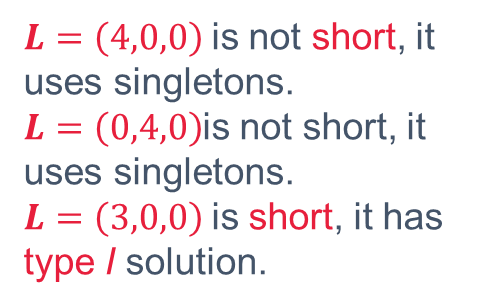 L = (4,0,0) is not short, it
uses singletons.
L = (0,4,0)is not short, it
uses singletons.
L = (3,0,0) is short, it has
type I solution.